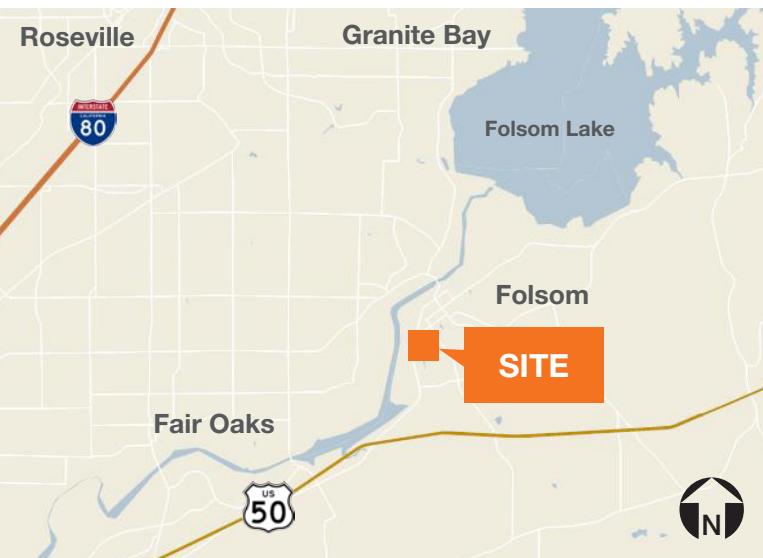 Roseville
Granite Bay
INTERSTATE
CALIFORNIA
80
Folsom Lake
Folsom
SITE
Fair Oaks
US
50
N